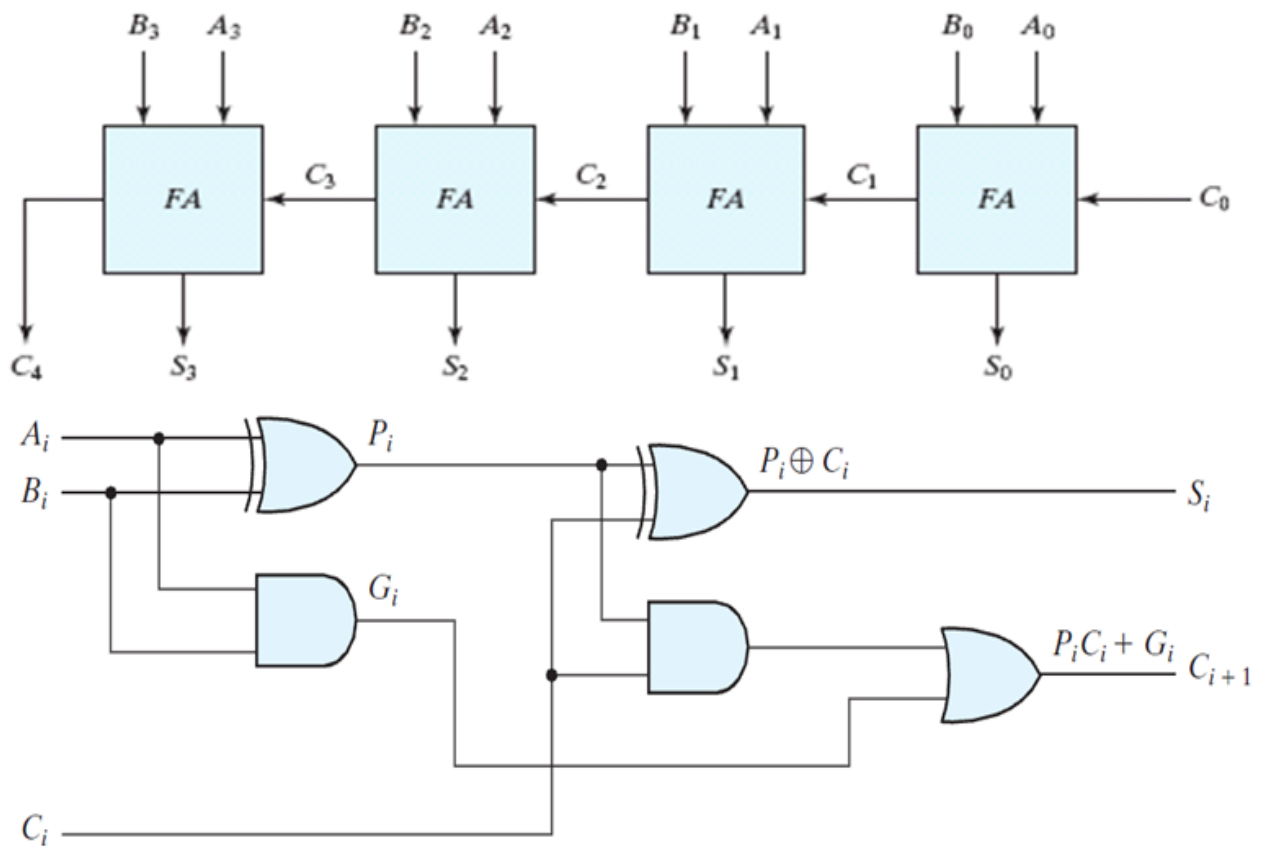 B₃ A₃ B₂ A₂ B₁ A₁ B₀ A₀
FA C₃ FA C₂ FA C₁ FA C₀
C₄ S₃ S₂ S₁ S₀
Aᵢ Pᵢ
Pᵢ⊕ Cᵢ
Bᵢ Sᵢ
Gᵢ
PᵢCᵢ + Gᵢ
Cᵢ₊₁
Cᵢ